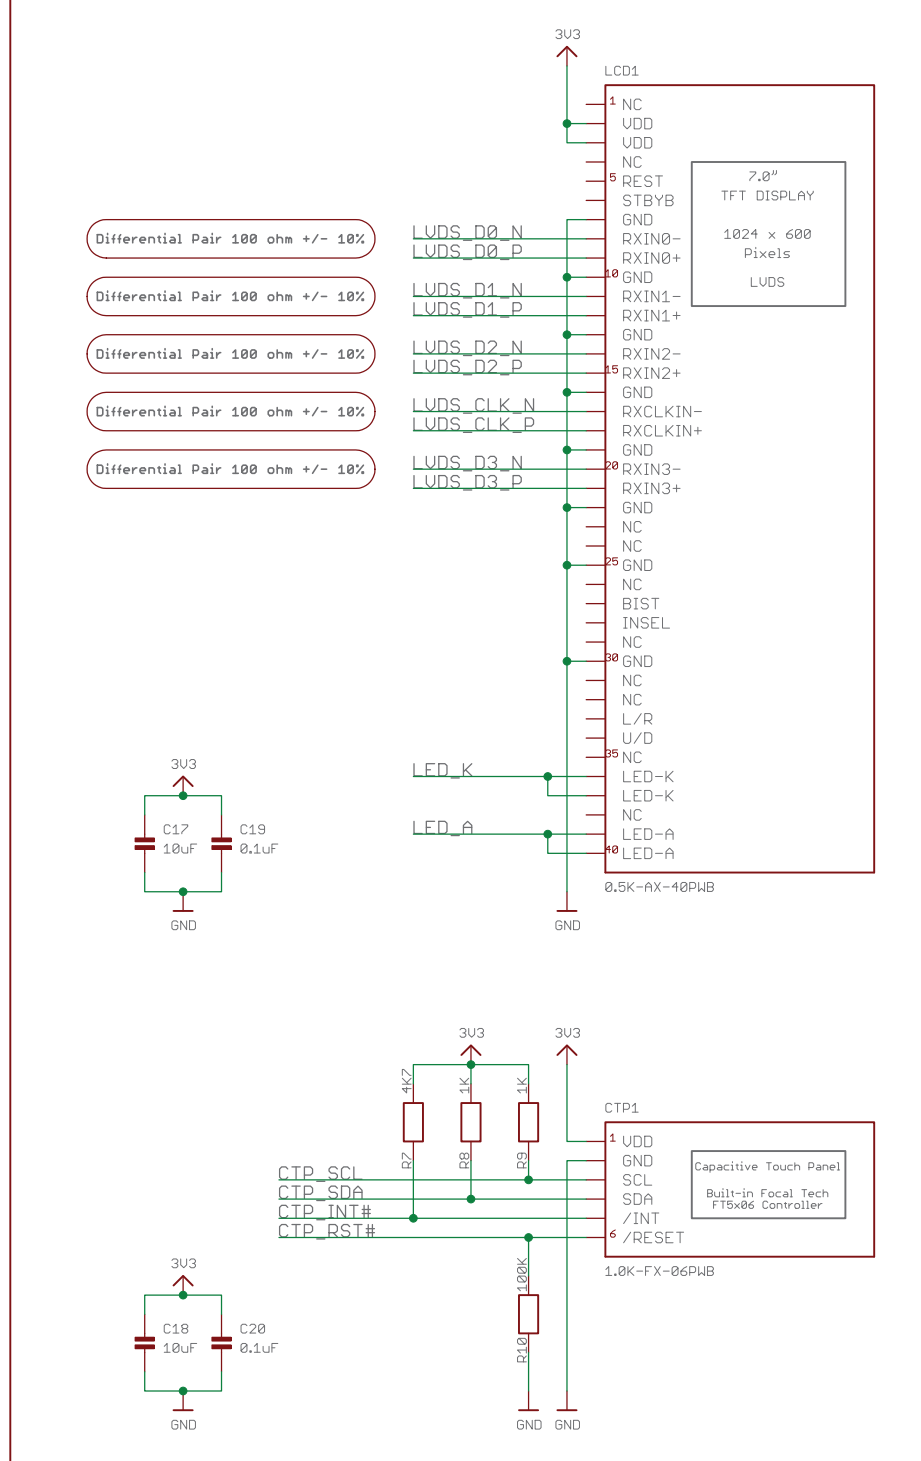 3V3
LCD1
1 NC
VDD
VDD
NC
5 REST
STBYB
GND
RXIN0-
RXIN0+
10 GND
RXIN1-
RXIN1+
GND
RXIN2-
15 RXIN2+
GND
RXCLKIN-
RXCLKIN+
GND
20 RXIN3-
RXIN3+
GND
NC
NC
25 GND
NC
BIST
INSEL
NC
30 GND
NC
NC
L/R
U/D
35 NC
LED-K
LED-K
NC
LED-A
40 LED-A
0.5K-AX-40PWB
7.0"
TFT DISPLAY
1024 x 600
Pixels
LVDS
Differential Pair 100 ohm +/- 10%
LVDS_D0_N
LVDS_D0_P
Differential Pair 100 ohm +/- 10%
LVDS_D1_N
LVDS_D1_P
Differential Pair 100 ohm +/- 10%
LVDS_D2_N
LVDS_D2_P
Differential Pair 100 ohm +/- 10%
LVDS_CLK_N
LVDS_CLK_P
Differential Pair 100 ohm +/- 10%
LVDS_D3_N
LVDS_D3_P
LED_K
LED_A
GND
3V3
C17
10uF
C19
0.1uF
GND
3V3
3V3
4K7
R7
1K
R8
1K
R9
CTP_SCL
CTP_SDA
CTP_INT#
CTP_RST#
CTP1
1 VDD
GND
SCL
SDA
/INT
6 /RESET
1.0K-FX-06PWB
Capacitive Touch Panel
Built-in Focal Tech
FT5x06 Controller
100K
R10
GND
GND
3V3
C18
10uF
C20
0.1uF
GND